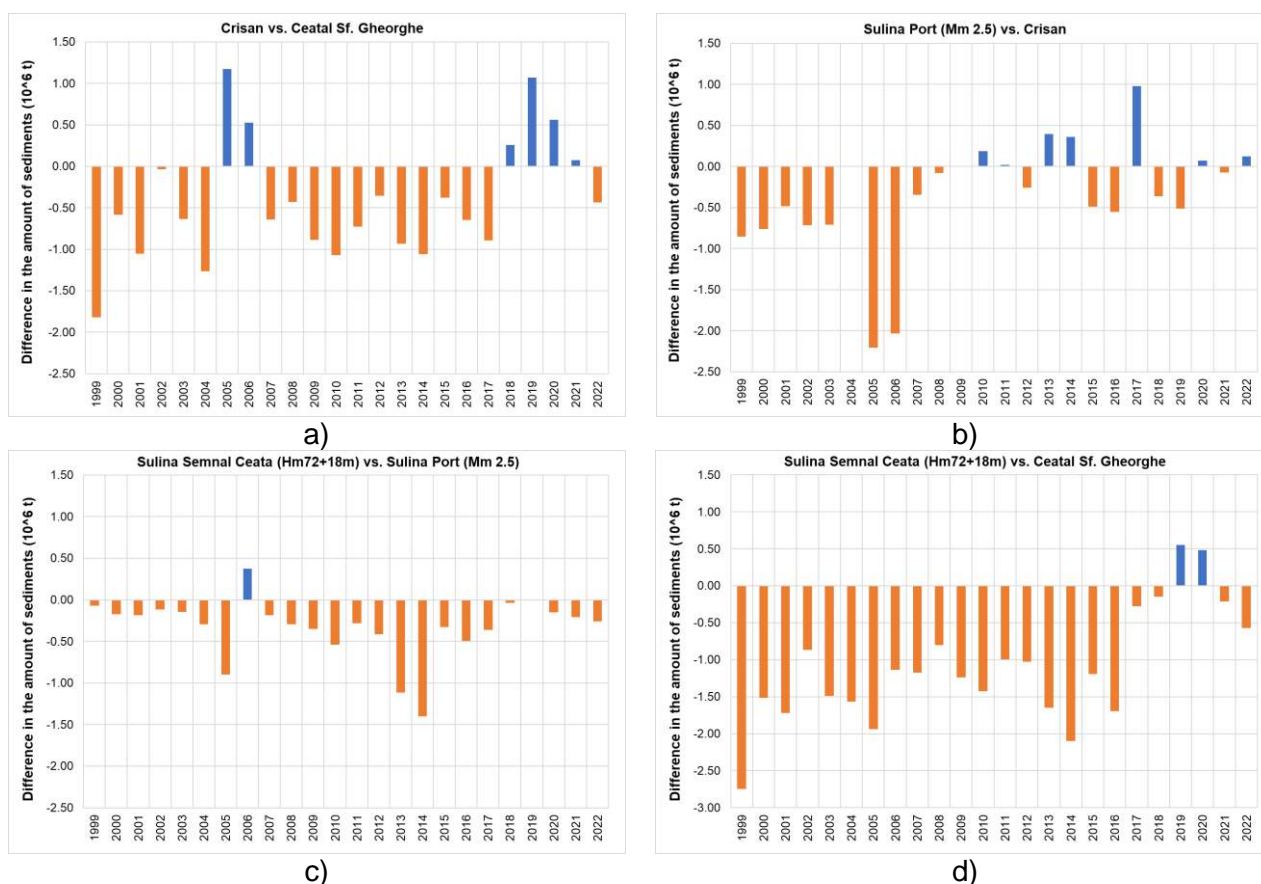 Crisan vs. Ceatal Sf. Gheorghe
Difference in the amount of sediments (10^6 t)
1.50
1.00
0.50
0.00
-0.50
-1.00
-1.50
-2.00
-2.50
1999 2000 2001 2002 2003 2004 2005 2006 2007 2008 2009 2010 2011 2012 2013 2014 2015 2016 2017 2018 2019 2020 2021 2022
a)
Sulina Port (Mm 2.5) vs. Crisan
Difference in the amount of sediments (10^6 t)
1.50
1.00
0.50
0.00
-0.50
-1.00
-1.50
-2.00
-2.50
1999 2000 2001 2002 2003 2004 2005 2006 2007 2008 2009 2010 2011 2012 2013 2014 2015 2016 2017 2018 2019 2020 2021 2022
b)
Sulina Semnal Ceata (Hm72+18m) vs. Sulina Port (Mm 2.5)
Difference in the amount of sediments (10^6 t)
1.50
1.00
0.50
0.00
-0.50
-1.00
-1.50
-2.00
-2.50
1999 2000 2001 2002 2003 2004 2005 2006 2007 2008 2009 2010 2011 2012 2013 2014 2015 2016 2017 2018 2019 2020 2021 2022
c)
Sulina Semnal Ceata (Hm72+18m) vs. Ceatal Sf. Gheorghe
Difference in the amount of sediments (10^6 t)
1.50
1.00
0.50
0.00
-0.50
-1.00
-1.50
-2.00
-2.50
-3.00
1999 2000 2001 2002 2003 2004 2005 2006 2007 2008 2009 2010 2011 2012 2013 2014 2015 2016 2017 2018 2019 2020 2021 2022
d)